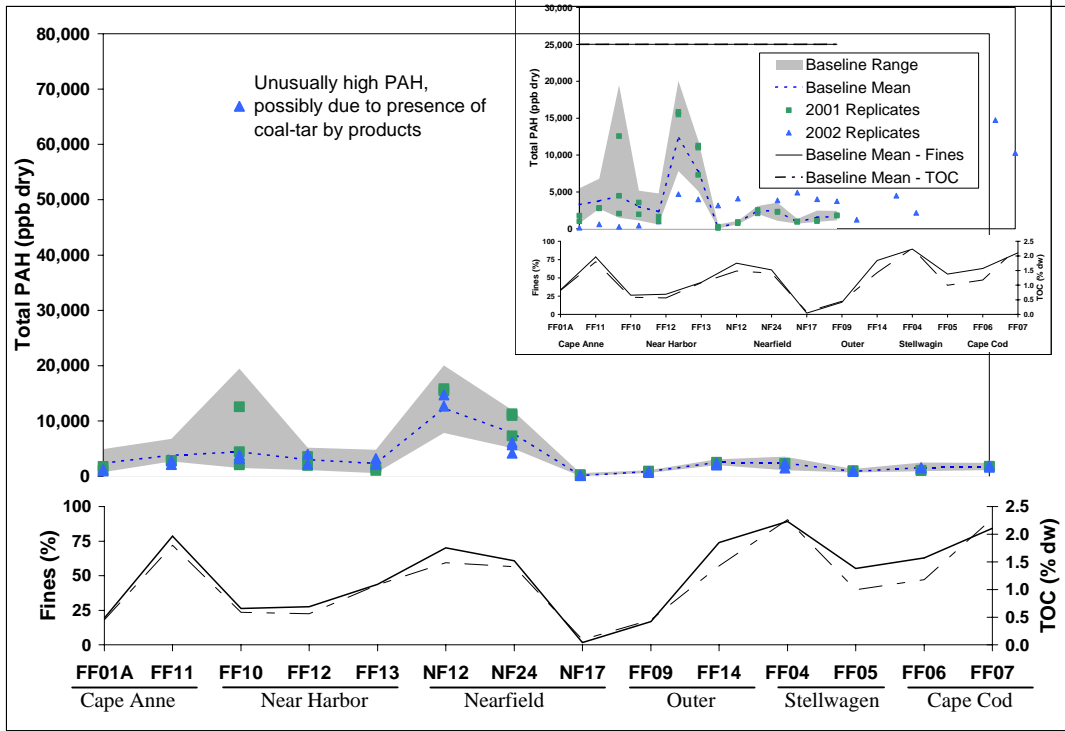 80,000
70,000
60,000
50,000
40,000
30,000
20,000
10,000
0
Total PAH (ppb dry)
Unusually high PAH,
possibly due to presence of
coal-tar by products
30,000
25,000
20,000
15,000
10,000
5,000
0
Total PAH (ppb dry)
Baseline Range
Baseline Mean
2001 Replicates
2002 Replicates
Baseline Mean - Fines
Baseline Mean - TOC
100
75
50
25
0
Fines (%)
2.5
2.0
1.5
1.0
0.5
0.0
TOC (% dw)
FF01A FF11 FF10 FF12 FF13 NF12 NF24 NF17 FF09 FF14 FF04 FF05 FF06 FF07
Cape Anne Near Harbor Nearfield Outer Stellwagin Cape Cod
100
75
50
25
0
Fines (%)
2.5
2.0
1.5
1.0
0.5
0.0
TOC (% dw)
FF01A FF11 FF10 FF12 FF13 NF12 NF24 NF17 FF09 FF14 FF04 FF05 FF06 FF07
Cape Anne Near Harbor Nearfield Outer Stellwagen Cape Cod